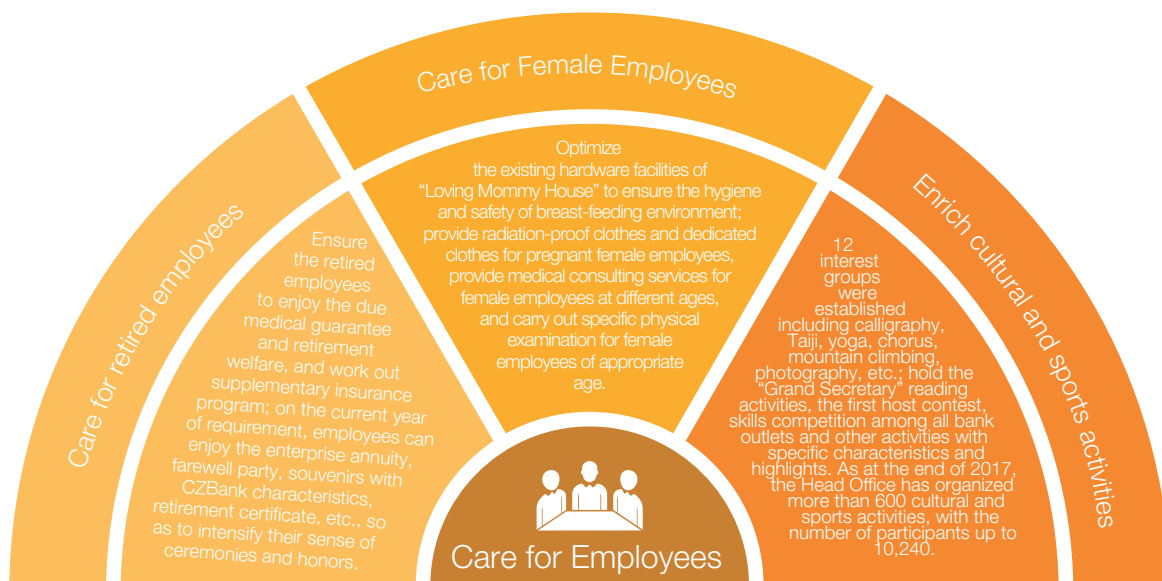 Care for retired employees
Ensure
the retired
employees
to enjoy the due
medical guarantee
and retirement
welfare, and work out
supplementary insurance
program; on the current year
of requirement, employees can
enjoy the enterprise annuity,
farewell party, souvenirs with
CZBank characteristics,
retirement certificate, etc., so
as to intensify their sense of
ceremonies and honors.
Care for Female Employees
Optimize
the existing hardware facilities of
“Loving Mommy House” to ensure the hygiene
and safety of breast-feeding environment;
provide radiation-proof clothes and dedicated
clothes for pregnant female employees,
provide medical consulting services for
female employees at different ages,
and carry out specific physical
examination for female
employees of appropriate
age.
Enrich cultural and sports activities
12
interest
groups
were
established
including calligraphy,
Taiji, yoga, chorus,
mountain climbing,
photography, etc.; hold the
“Grand Secretary” reading
activities, the first host contest,
skills competition among all bank
outlets and other activities with
specific characteristics and
highlights. As at the end of 2017,
the Head Office has organized
more than 600 cultural and
sports activities, with the
number of participants up to
10,240.
Care for Employees